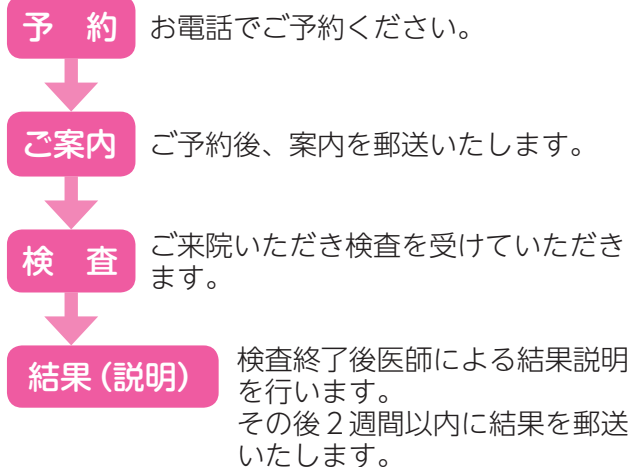 予　約
お電話でご予約ください。
ご案内
ご予約後、案内を郵送いたします。
検　査
ご来院いただき検査を受けていただき
ます。
結果（説明）
検査終了後医師による結果説明
を行います。
その後２週間以内に結果を郵送
いたします。